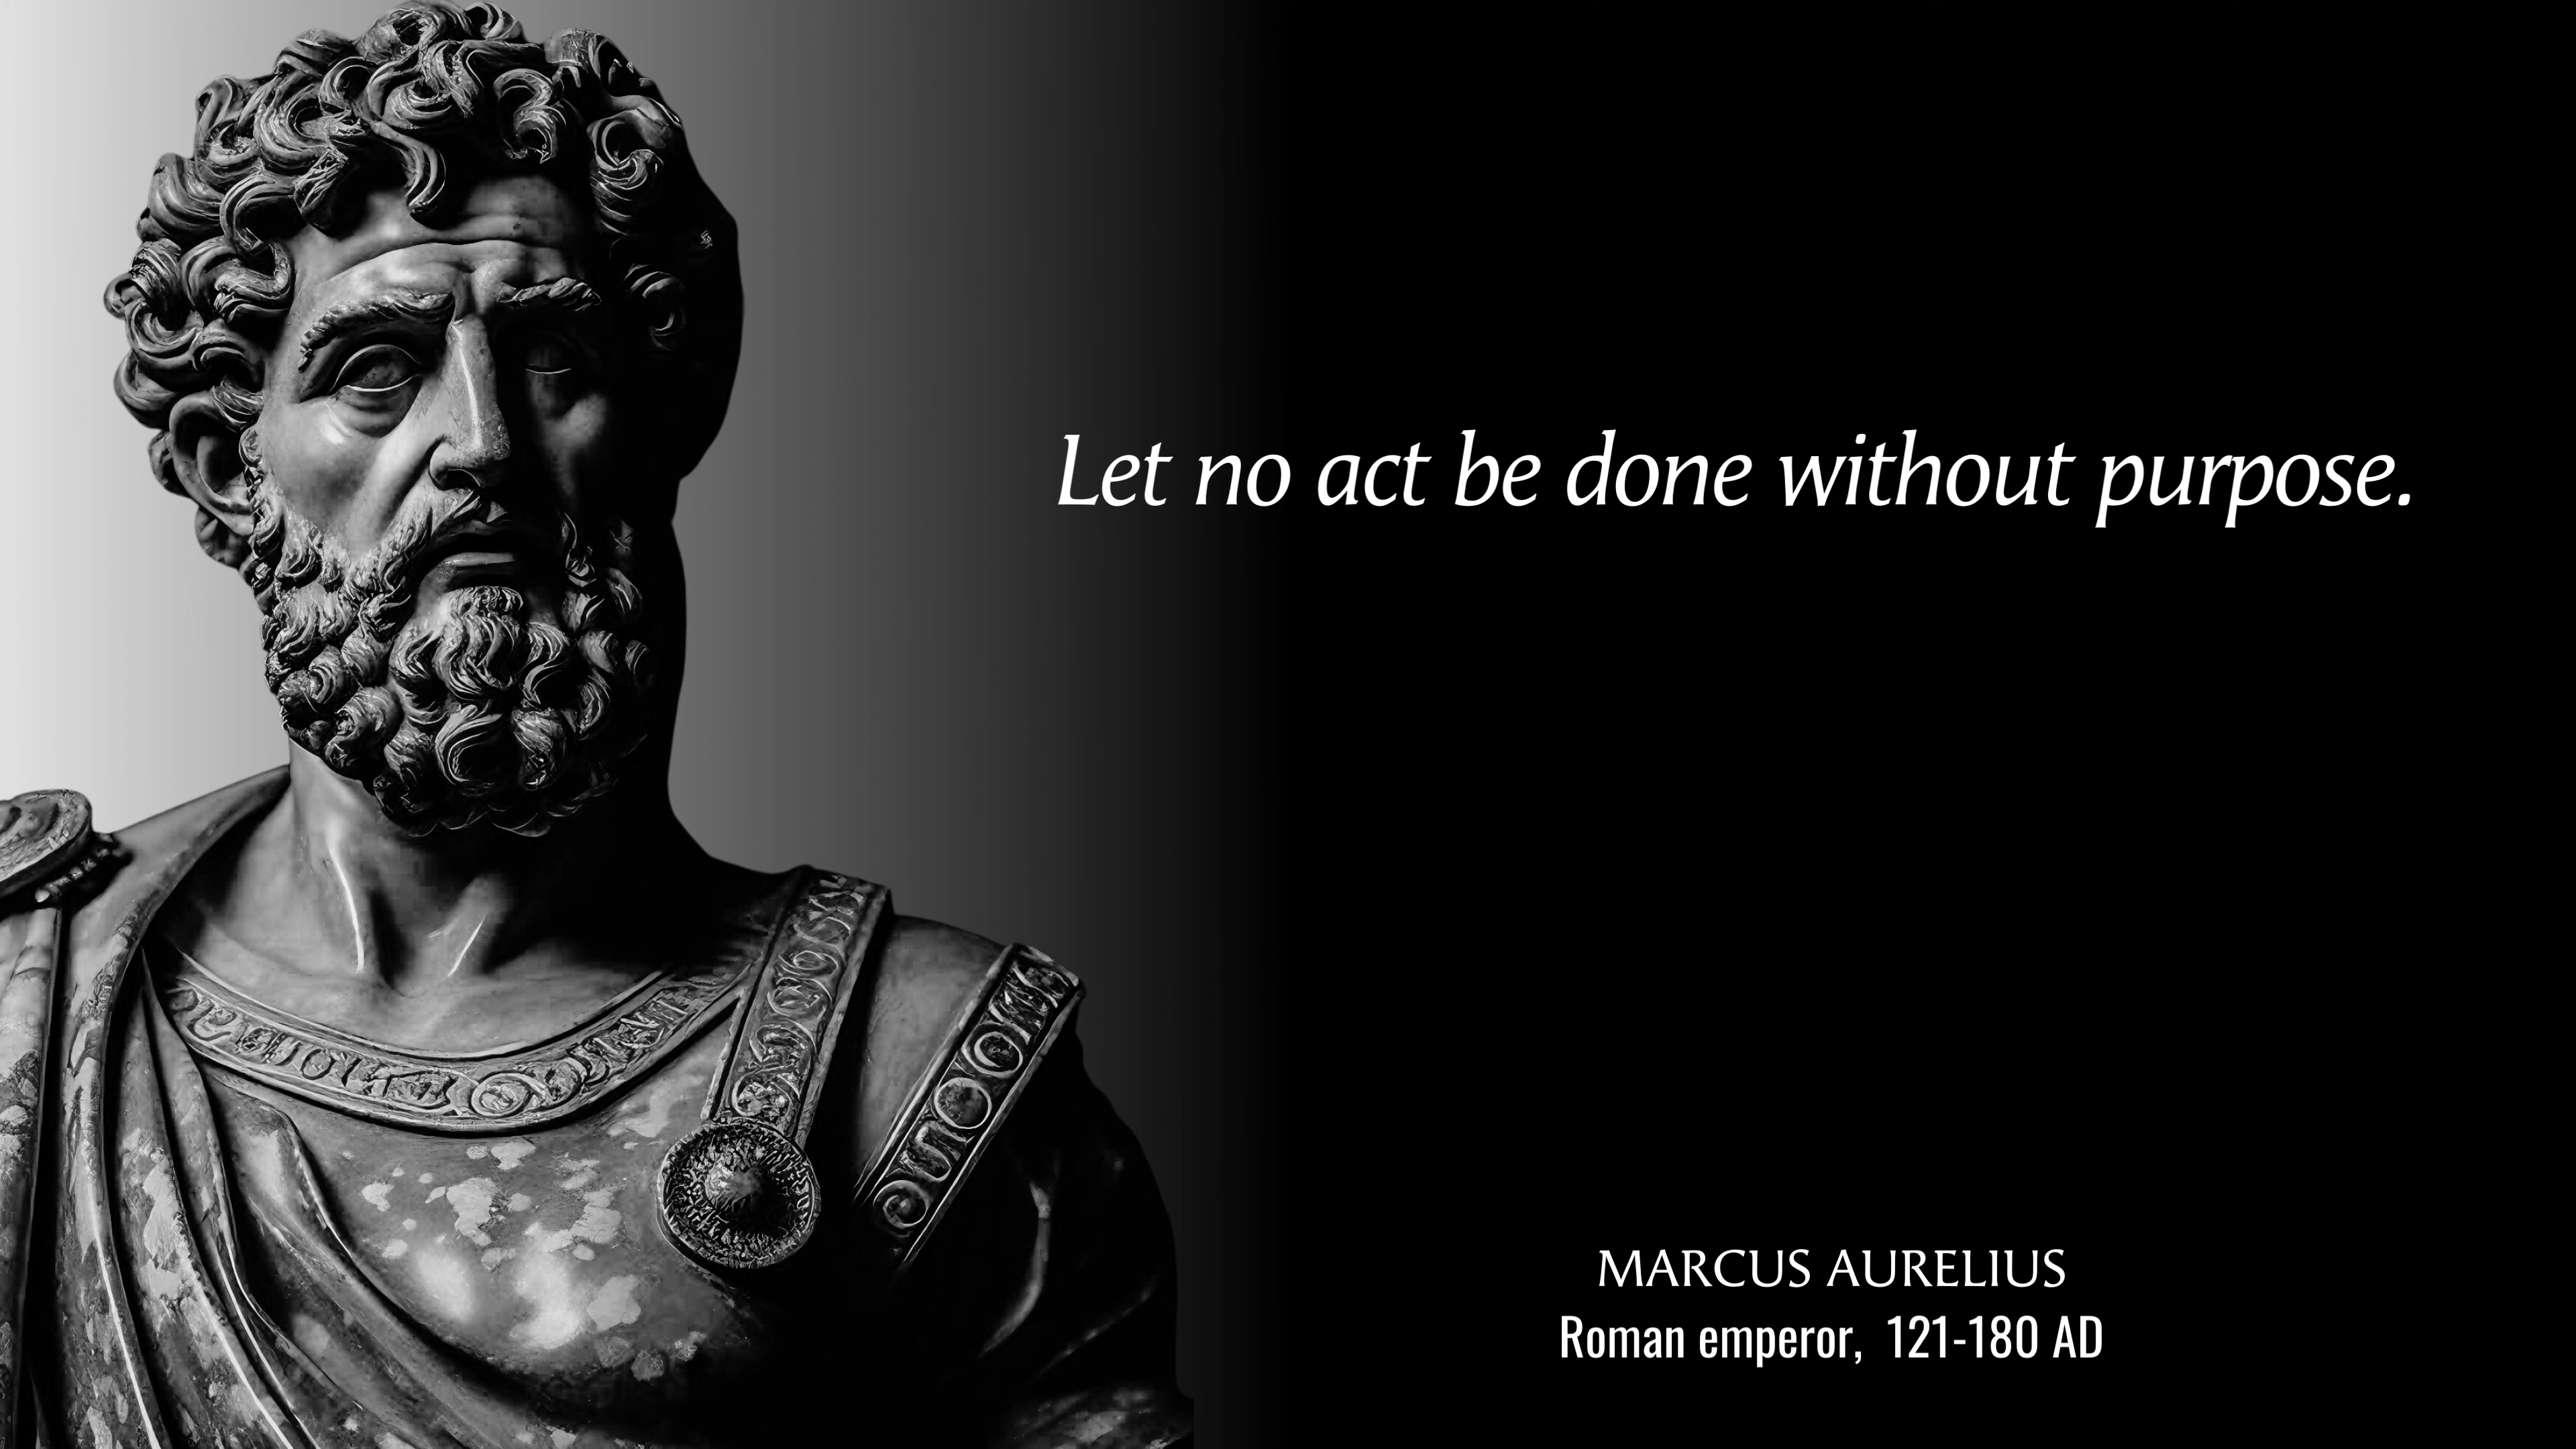 Let no act be done without purpose.
MARCUS AURELIUS
Roman emperor, 121-180 AD